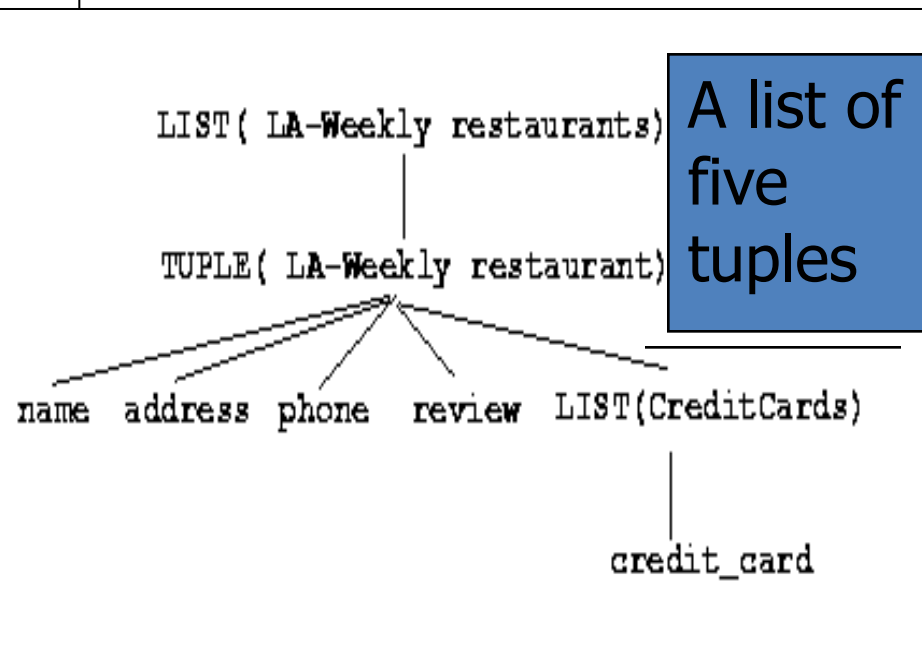 LIST( LA-Weekly restaurants)
A list of
five
tuples
TUPLE( LA-Weekly restaurant)
name address phone review LIST(CreditCards)
credit_card